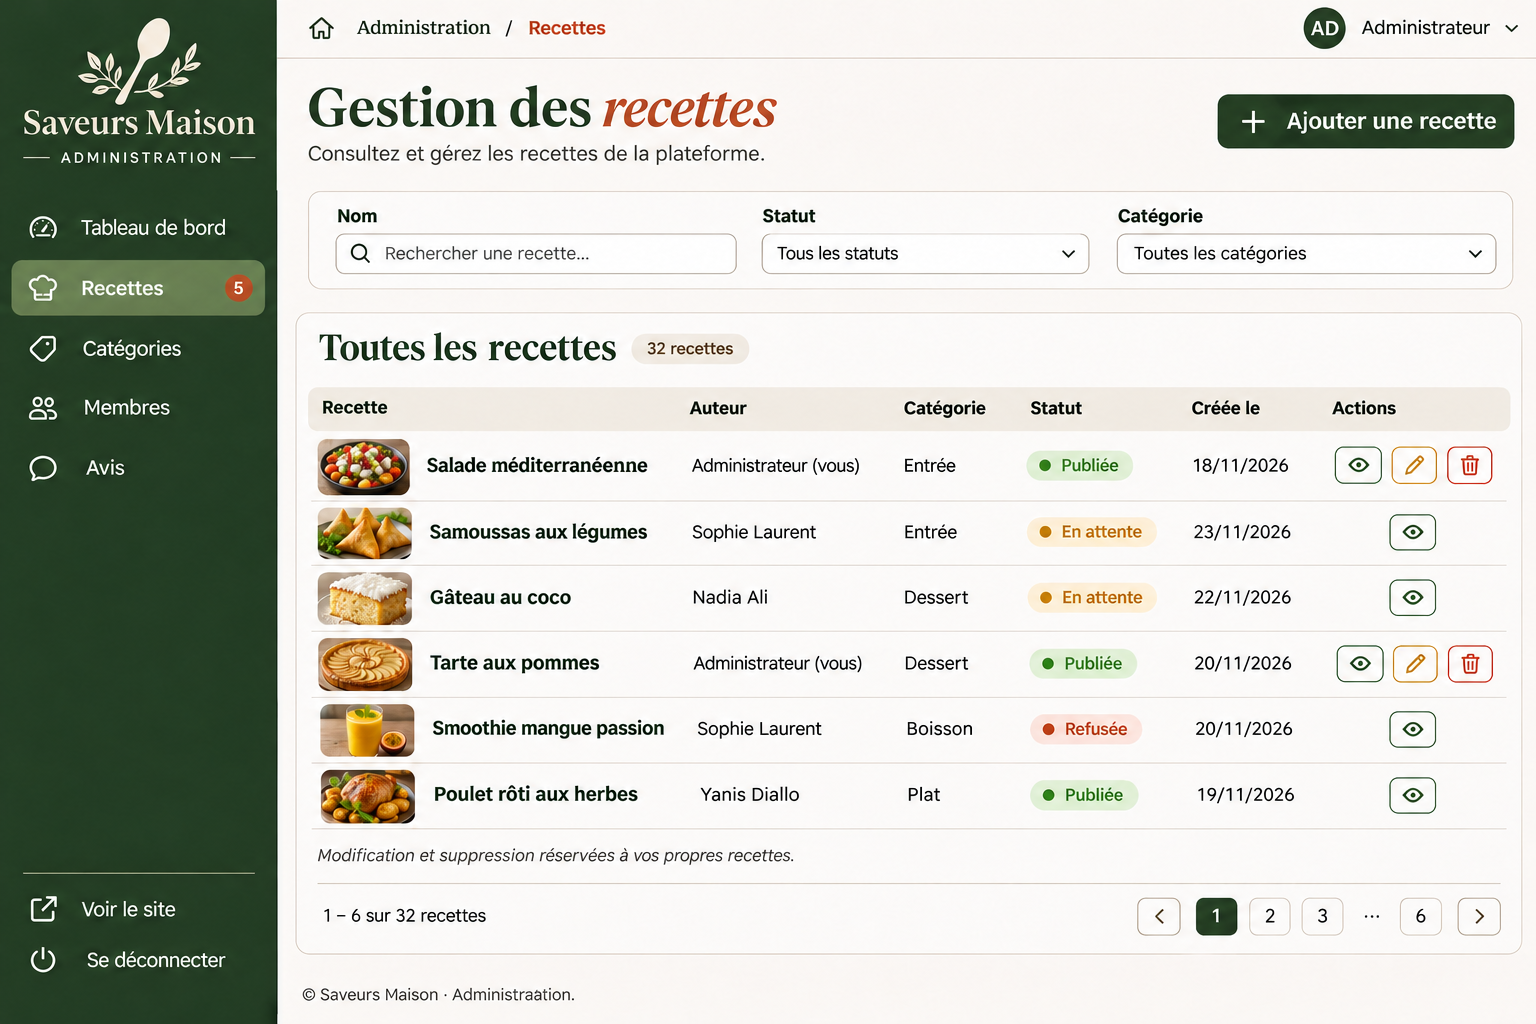 Saveurs Maison
ADMINISTRATION
Tableau de bord
Recettes 5
Catégories
Membres
Avis
Voir le site
Se déconnecter
Administration / Recettes
AD Administrateur
Gestion des recettes
Consultez et gérez les recettes de la plateforme.
+ Ajouter une recette
Nom Statut Catégorie
Rechercher une recette... Tous les statuts Toutes les catégories
Toutes les recettes 32 recettes
Recette Auteur Catégorie Statut Créée le Actions
Salade méditerranéenne Administrateur (vous) Entrée Publiée 18/11/2026
Samoussas aux légumes Sophie Laurent Entrée En attente 23/11/2026
Gâteau au coco Nadia Ali Dessert En attente 22/11/2026
Tarte aux pommes Administrateur (vous) Dessert Publiée 20/11/2026
Smoothie mangue passion Sophie Laurent Boisson Refusée 20/11/2026
Poulet rôti aux herbes Yanis Diallo Plat Publiée 19/11/2026
Modification et suppression réservées à vos propres recettes.
1 – 6 sur 32 recettes
1 2 3 ... 6
© Saveurs Maison · Administraation.